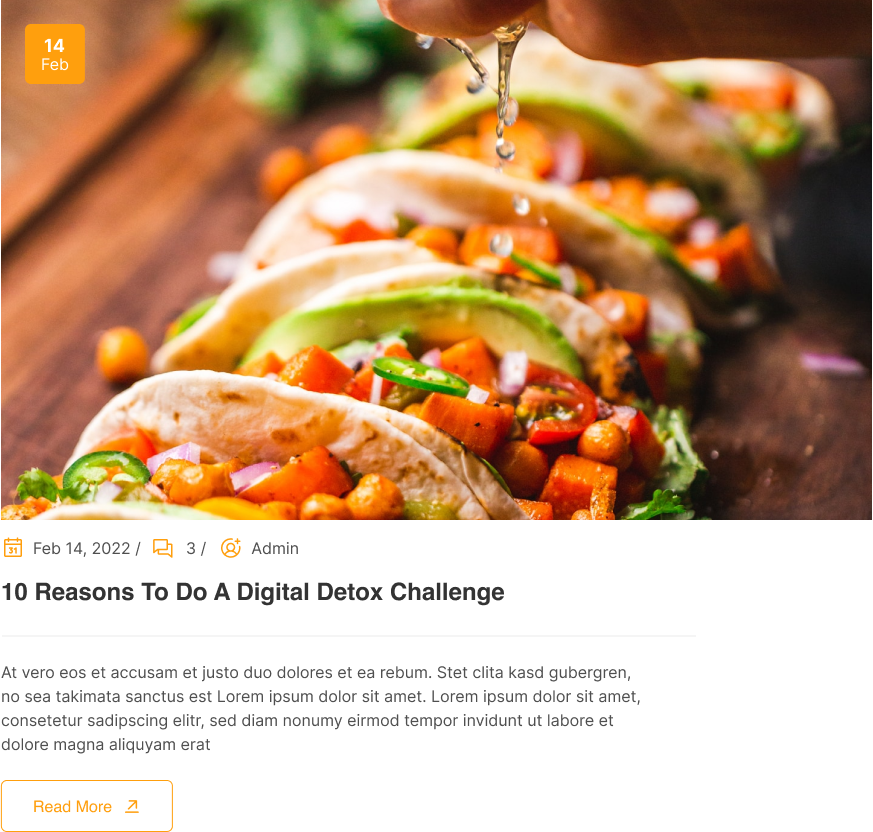 14
Feb
31
Feb 14, 2022 / 3 / Admin
10 Reasons To Do A Digital Detox Challenge
At vero eos et accusam et justo duo dolores et ea rebum. Stet clita kasd gubergren,
no sea takimata sanctus est Lorem ipsum dolor sit amet. Lorem ipsum dolor sit amet,
consetetur sadipscing elitr, sed diam nonumy eirmod tempor invidunt ut labore et
dolore magna aliquyam erat
Read More